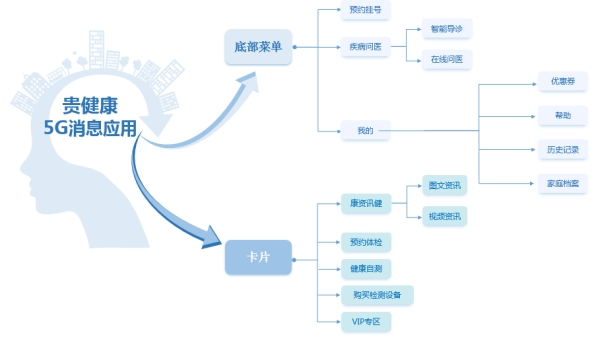 贵健康
5G消息应用
底部菜单
预约挂号
疾病问医
智能导诊
在线问医
我的
优惠券
帮助
历史记录
家庭档案
卡片
康资讯健
图文资讯
视频资讯
预约体检
健康自测
购买检测设备
VIP专区